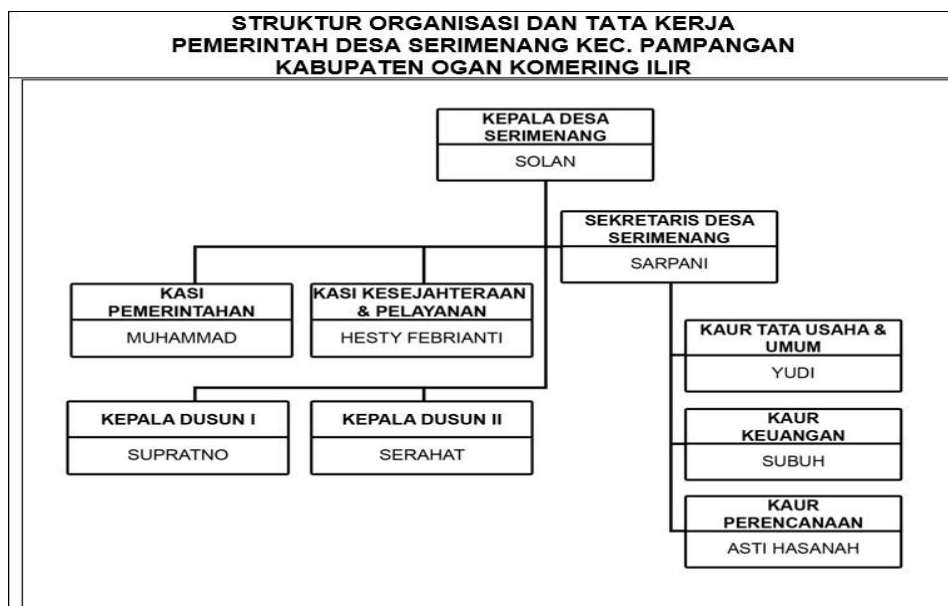 STRUKTUR ORGANISASI DAN TATA KERJA
PEMERINTAH DESA SERIMENANG KEC. PAMPANGAN
KABUPATEN OGAN KOMERING ILIR
KEPALA DESA
SERIMENANG
SOLAN
SEKRETARIS DESA
SERIMENANG
SARPANI
KASI
PEMERINTAHAN
MUHAMMAD
KASI KESEJAHTERAAN
& PELAYANAN
HESTY FEBRIANTI
KAUR TATA USAHA &
UMUM
YUDI
KEPALA DUSUN I
SUPRATNO
KEPALA DUSUN II
SERAHAT
KAUR
KEUANGAN
SUBUH
KAUR
PERENCANAAN
ASTI HASANAH